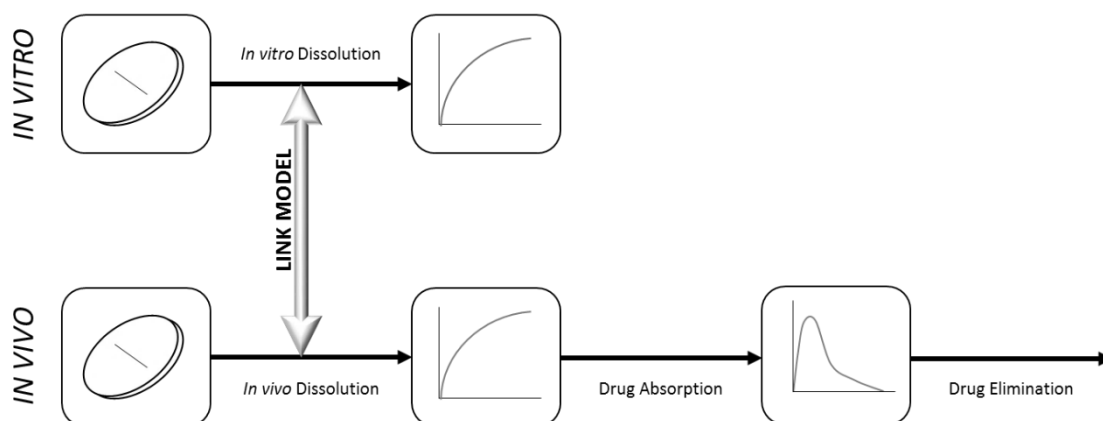 IN VITRO
In vitro Dissolution
LINK MODEL
IN VIVO
In vivo Dissolution
Drug Absorption
Drug Elimination